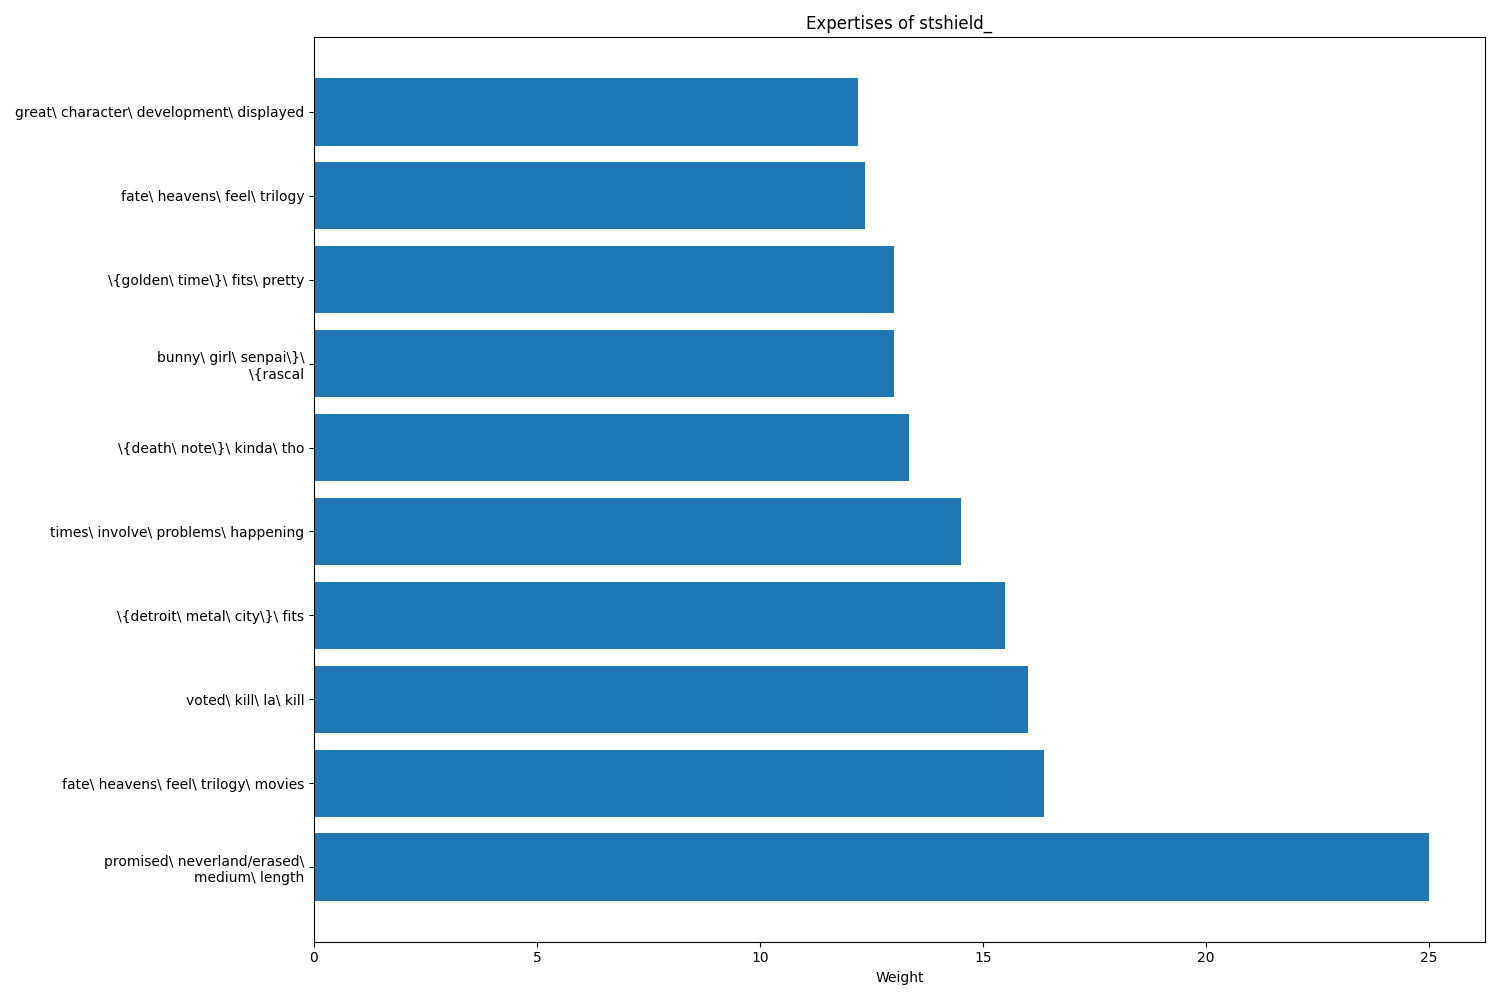 Expertises of stshield_
great\ character\ development\ displayed
fate\ heavens\ feel\ trilogy
\{golden\ time\}\ fits\ pretty
bunny\ girl\ senpai\}\
\{rascal
\{death\ note\}\ kinda\ tho
times\ involve\ problems\ happening
\{detroit\ metal\ city\}\ fits
voted\ kill\ la\ kill
fate\ heavens\ feel\ trilogy\ movies
promised\ neverland/erased\
medium\ length
0 5 10 15 20 25
Weight